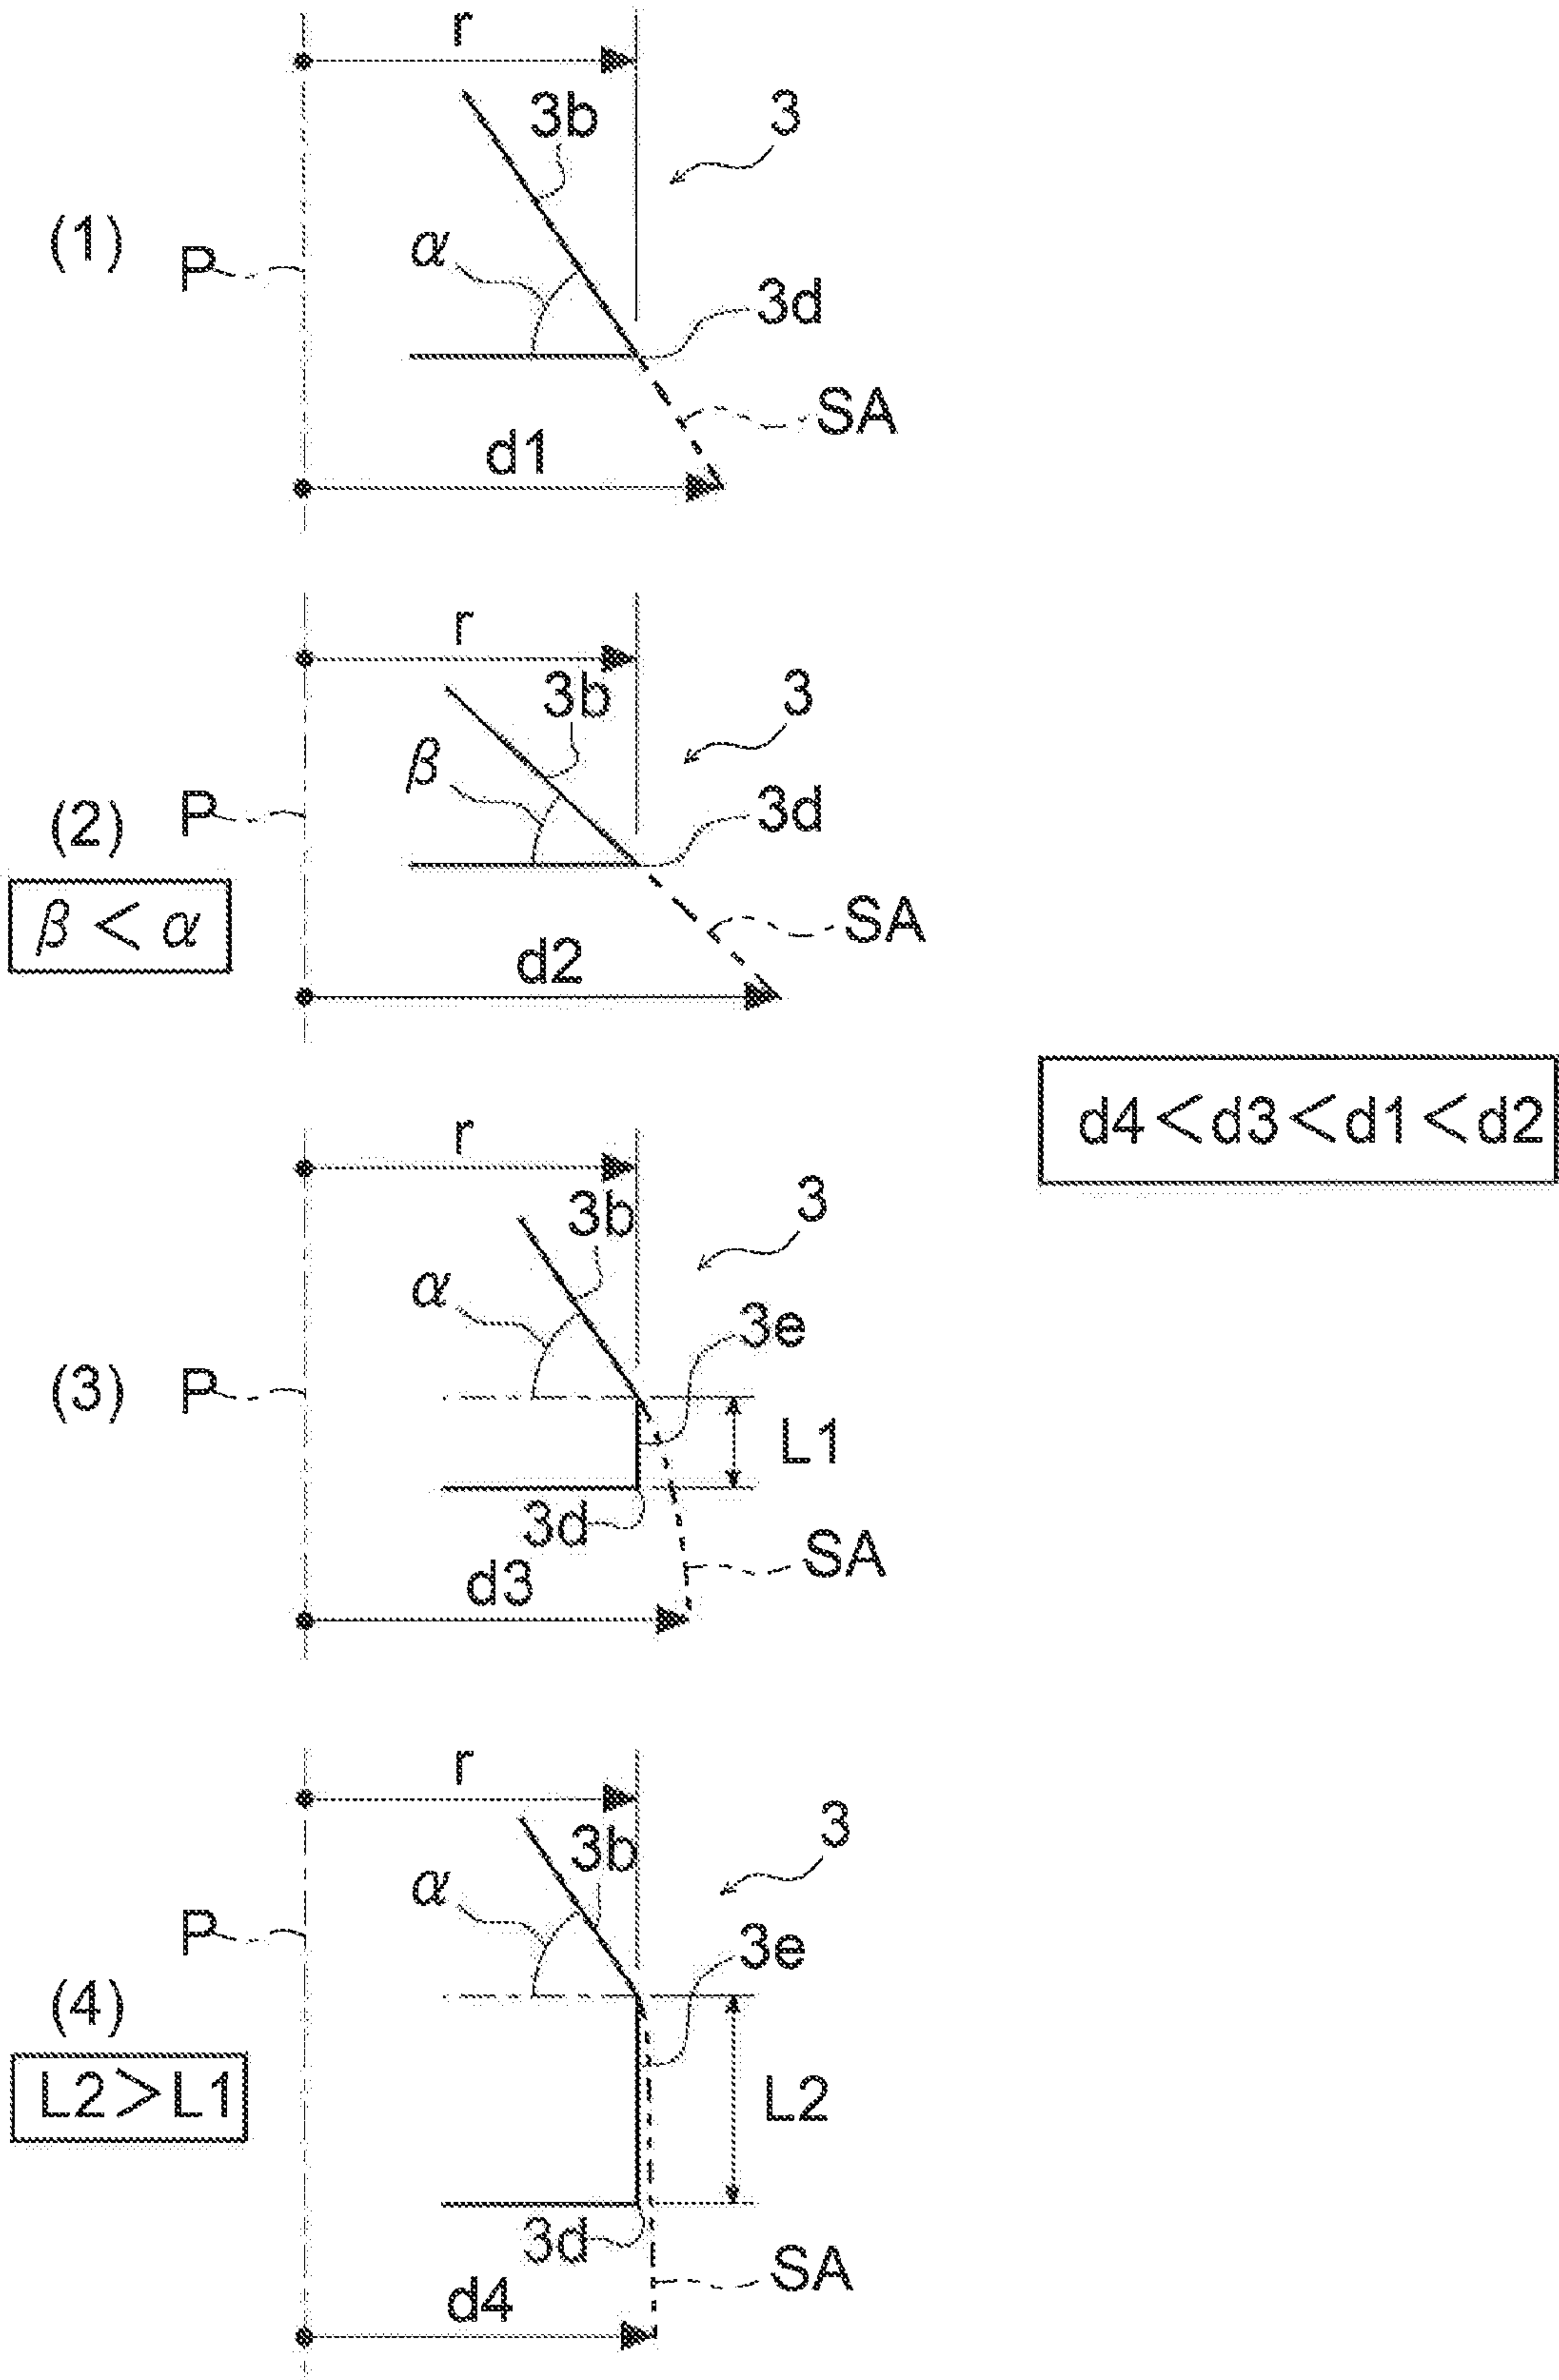 r
3b
3
(1)
P
α
3d
SA
d1
r
3b
3
β
(2)
P
3d
β < α
SA
d2
d4<d3<d1<d2
r
3b
3
α
3e
(3)
P
L1
3d
SA
d3
r
3b
3
α
P
3e
(4)
L2>L1
L2
3d
SA
d4